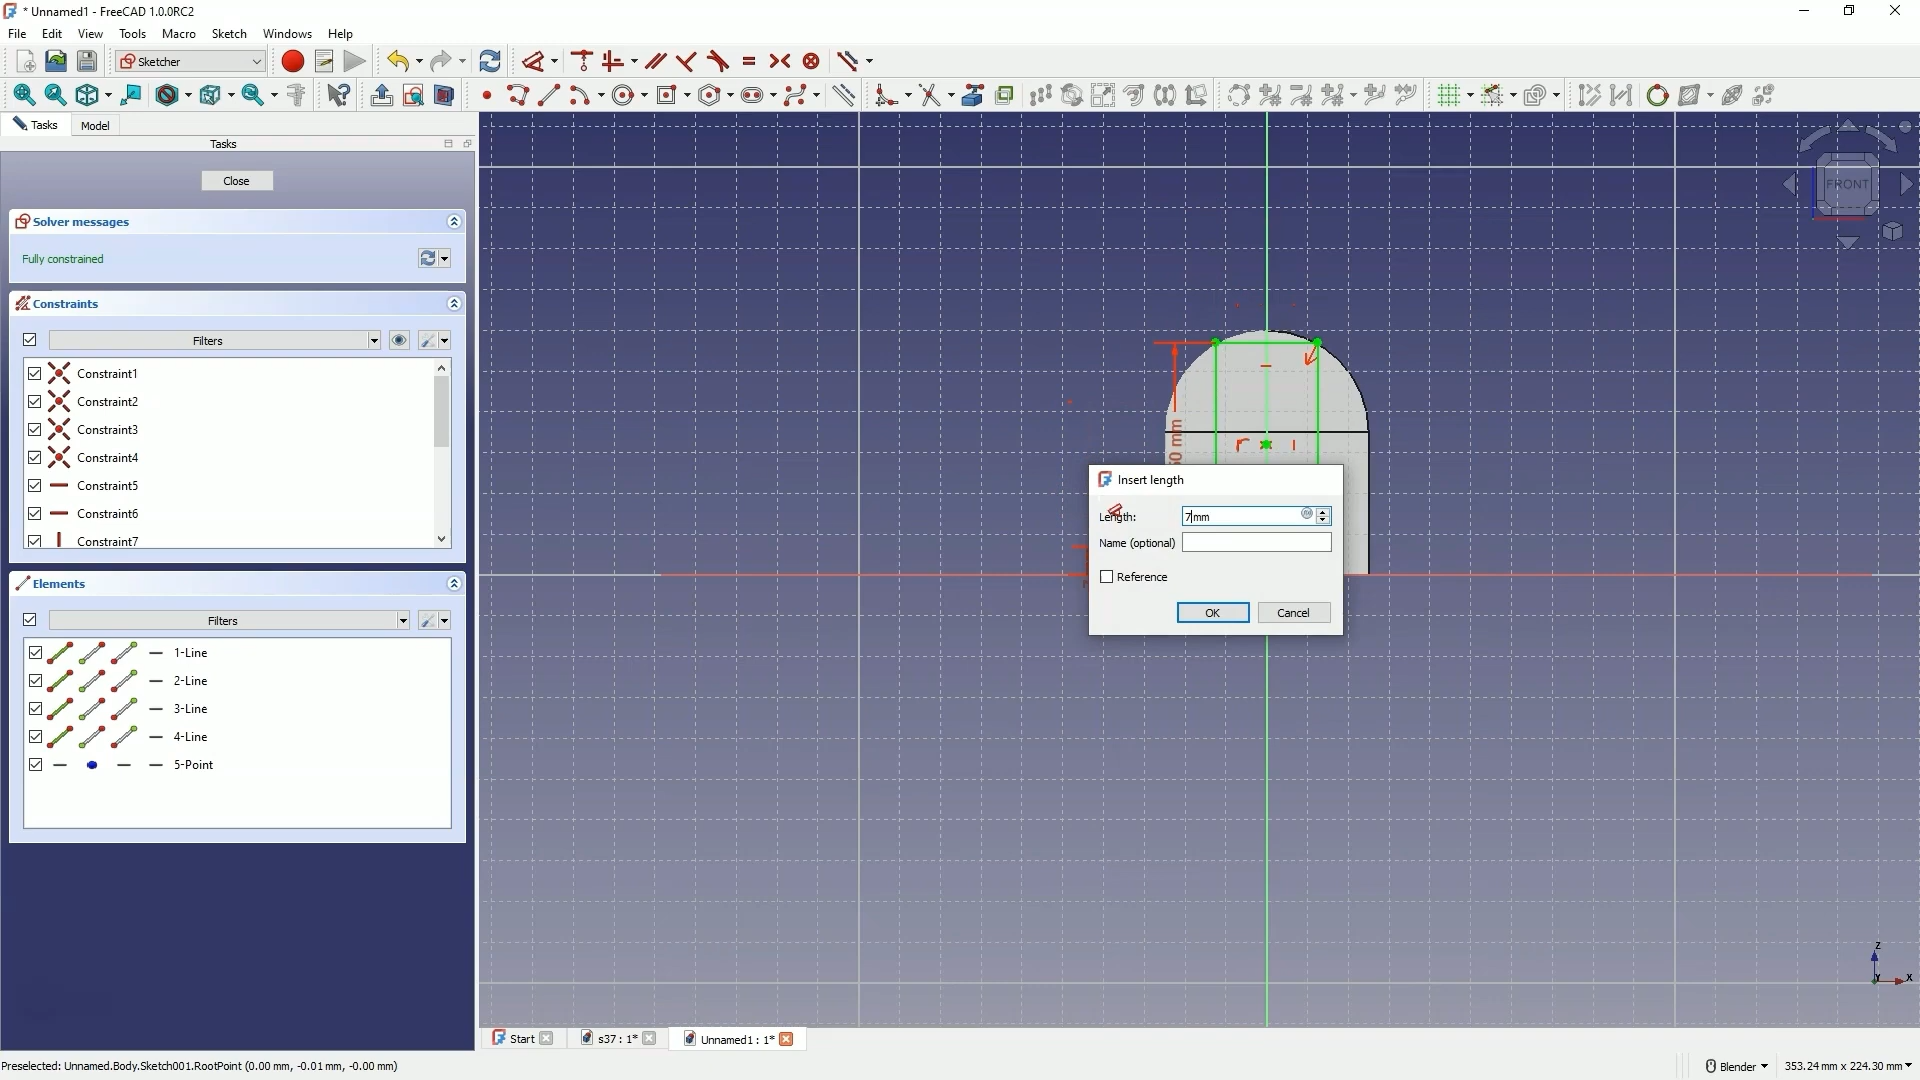 * Unnamed1 - FreeCAD 1.0.0RC2
File Edit View Tools Macro Sketch Windows Help
Sketcher
Tasks Model
Tasks
Close
Solver messages
Fully constrained
Constraints
Filters
Constraint1
Constraint2
Constraint3
Constraint4
Constraint5
Constraint6
Constraint7
Elements
Filters
1-Line
2-Line
3-Line
4-Line
5-Point
FRONT
mm
Insert length
Length: 7mm
Name (optional)
Reference
OK Cancel
Z
Y X
Start s37 : 1* Unnamed1 : 1*
Preselected: Unnamed.Body.Sketch001.RootPoint (0.00 mm, -0.01 mm, -0.00 mm)
Blender 353.24 mm x 224.30 mm